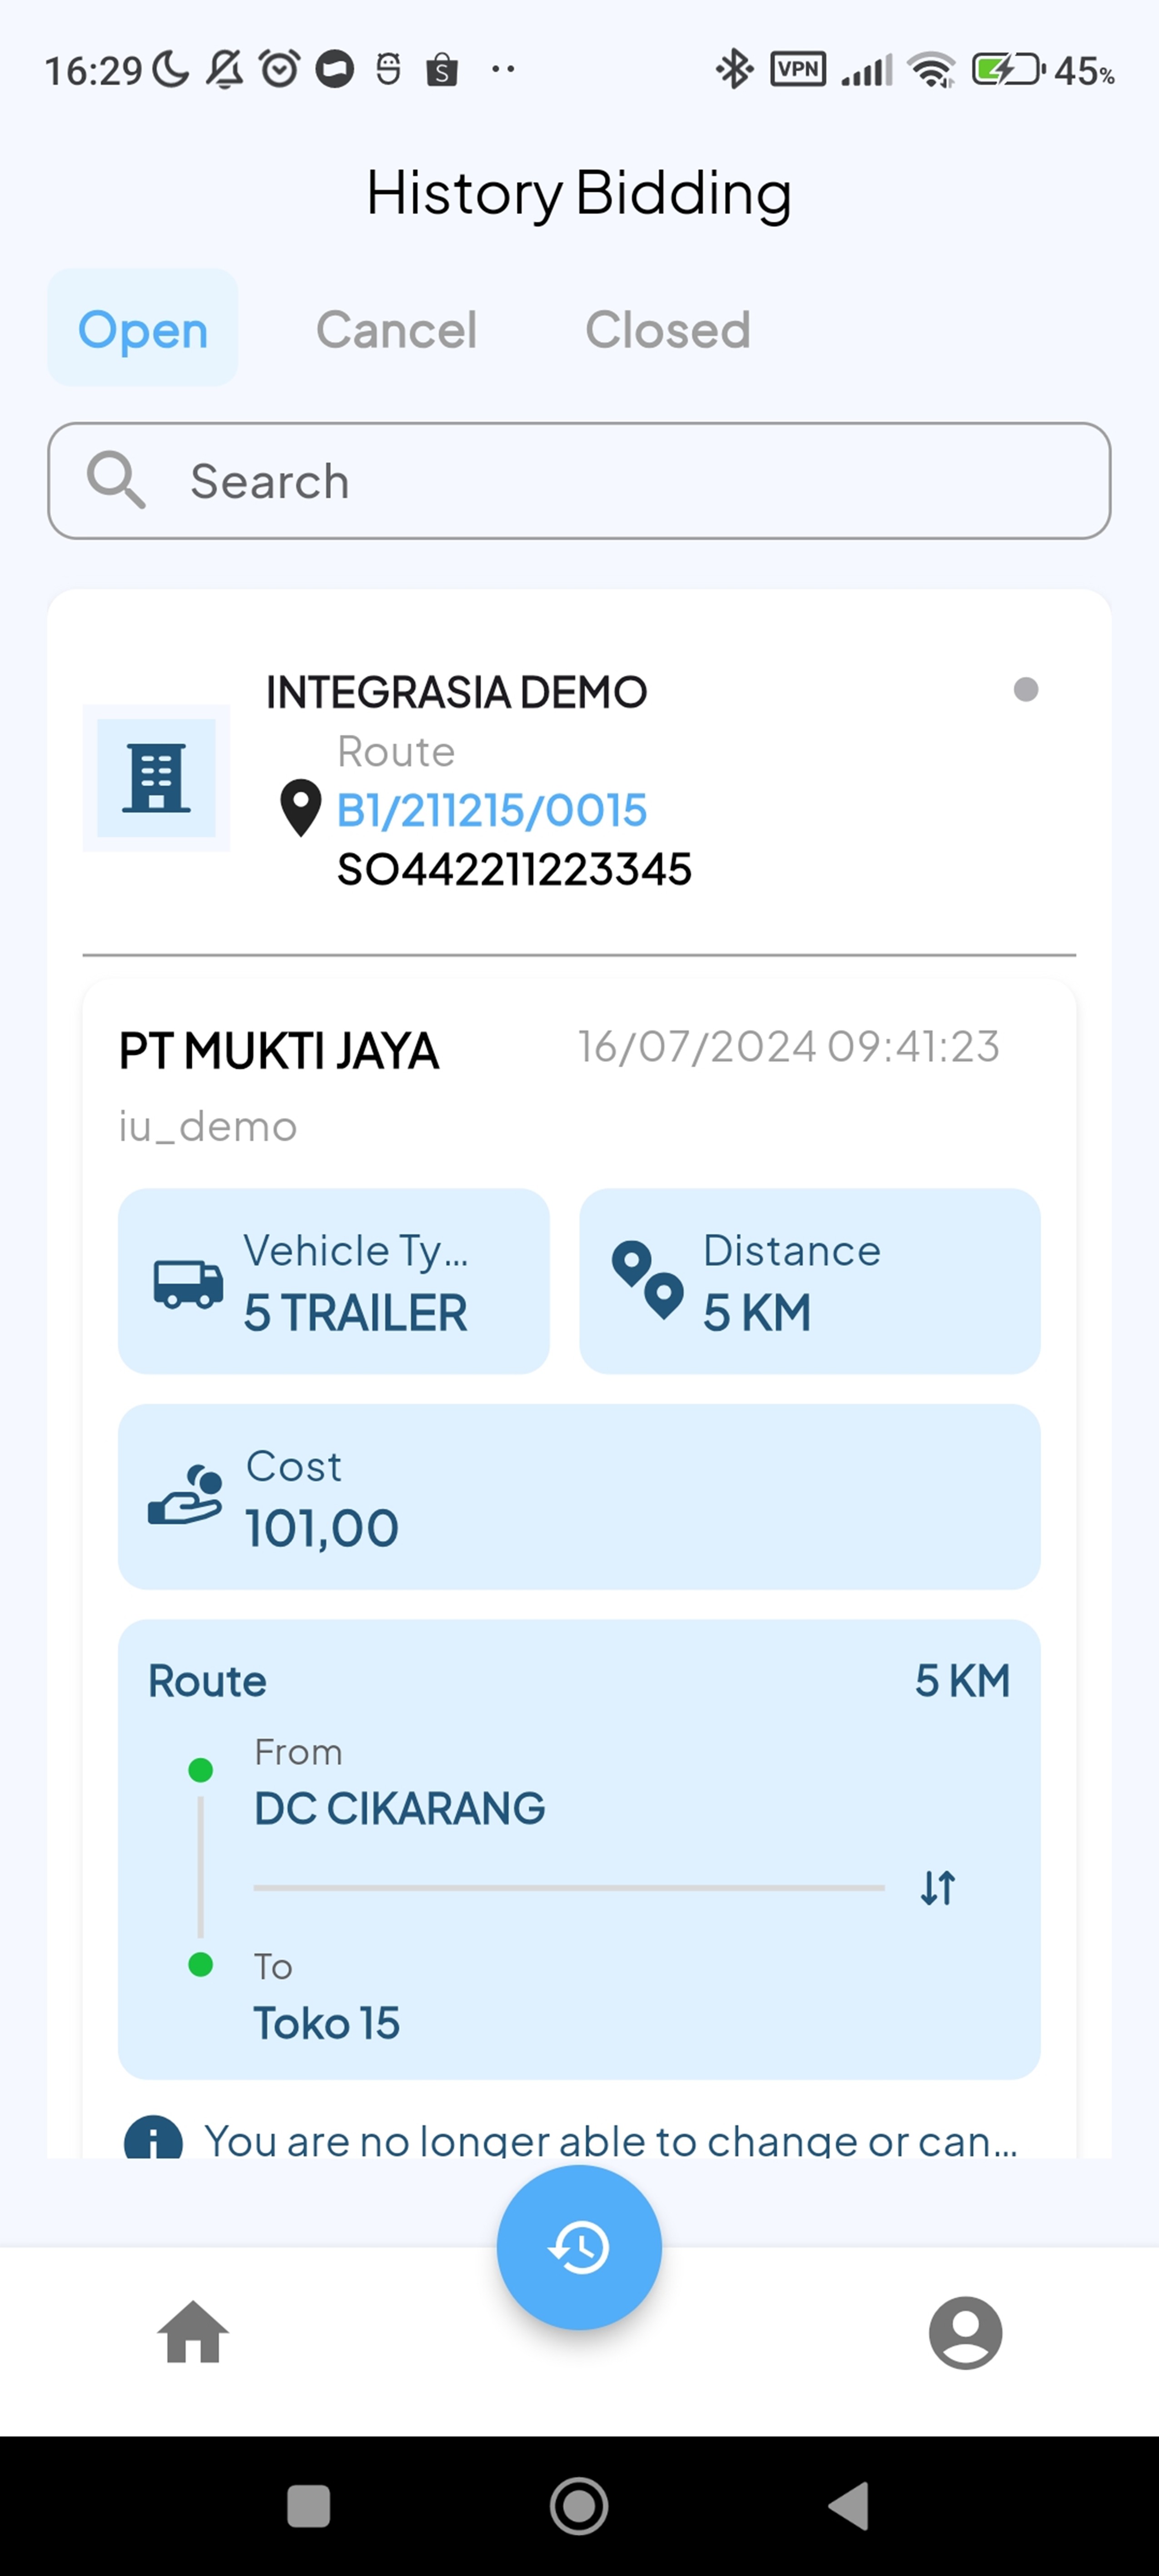 16:29 VPN 45%
History Bidding
Open Cancel Closed
Search
INTEGRASIA DEMO
Route
B1/211215/0015
SO442211223345
PT MUKTI JAYA 16/07/2024 09:41:23
iu_demo
Vehicle Ty... Distance
5 TRAILER 5 KM
Cost
101,00
Route 5 KM
From
DC CIKARANG
To
Toko 15
You are no longer able to change or can...